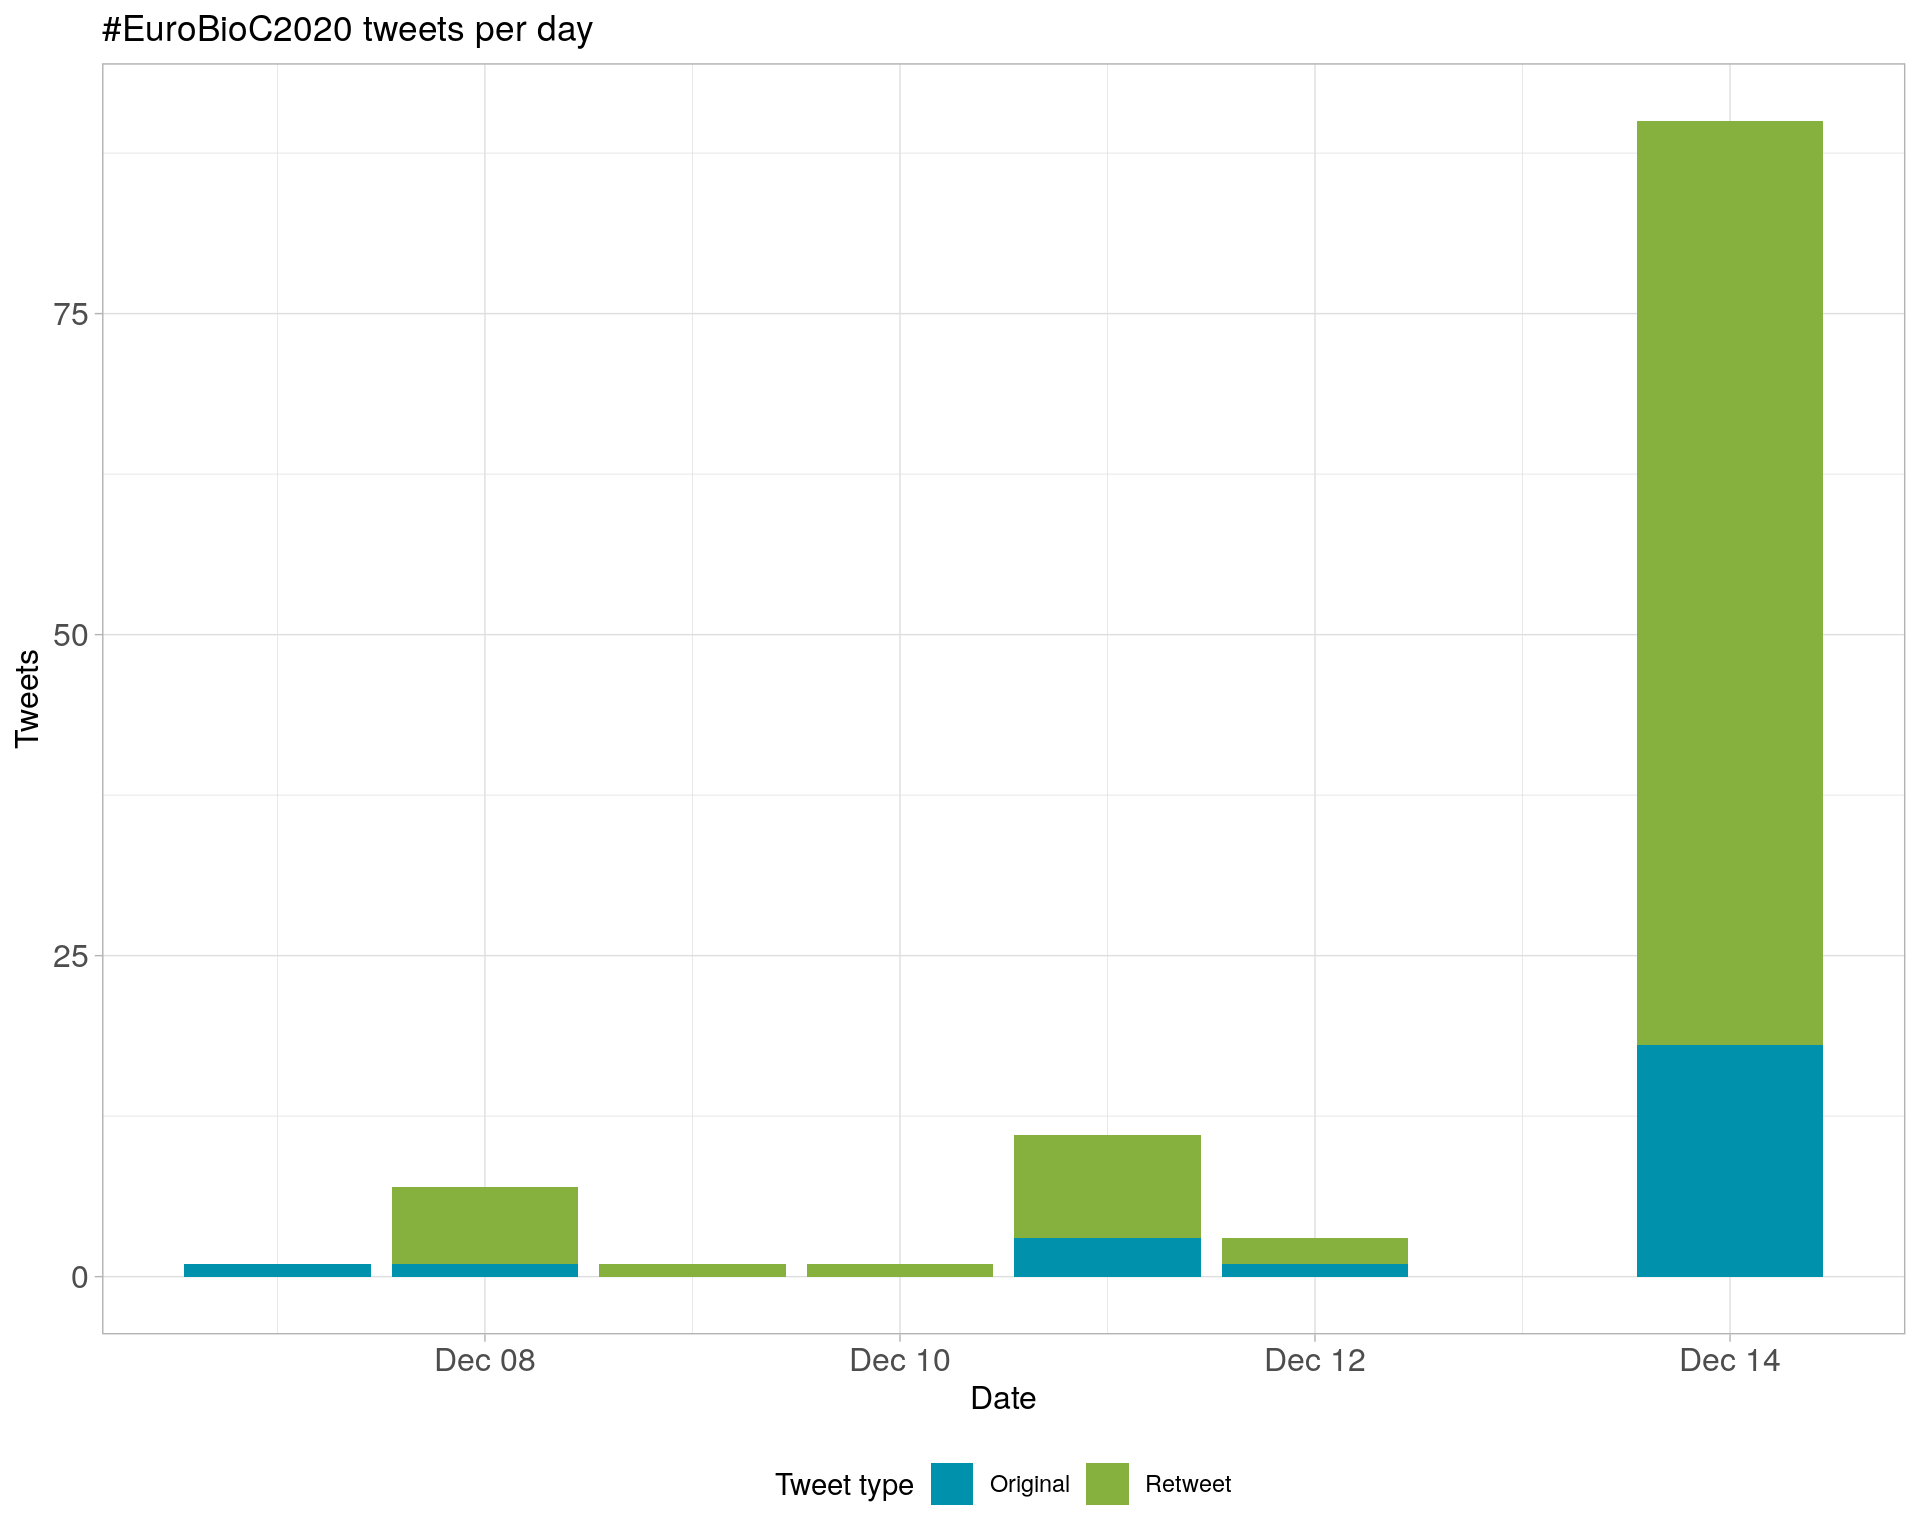 #EuroBioC2020 tweets per day
75
50
25
0
Tweets
Dec 08 Dec 10 Dec 12 Dec 14
Date
Tweet type Original Retweet